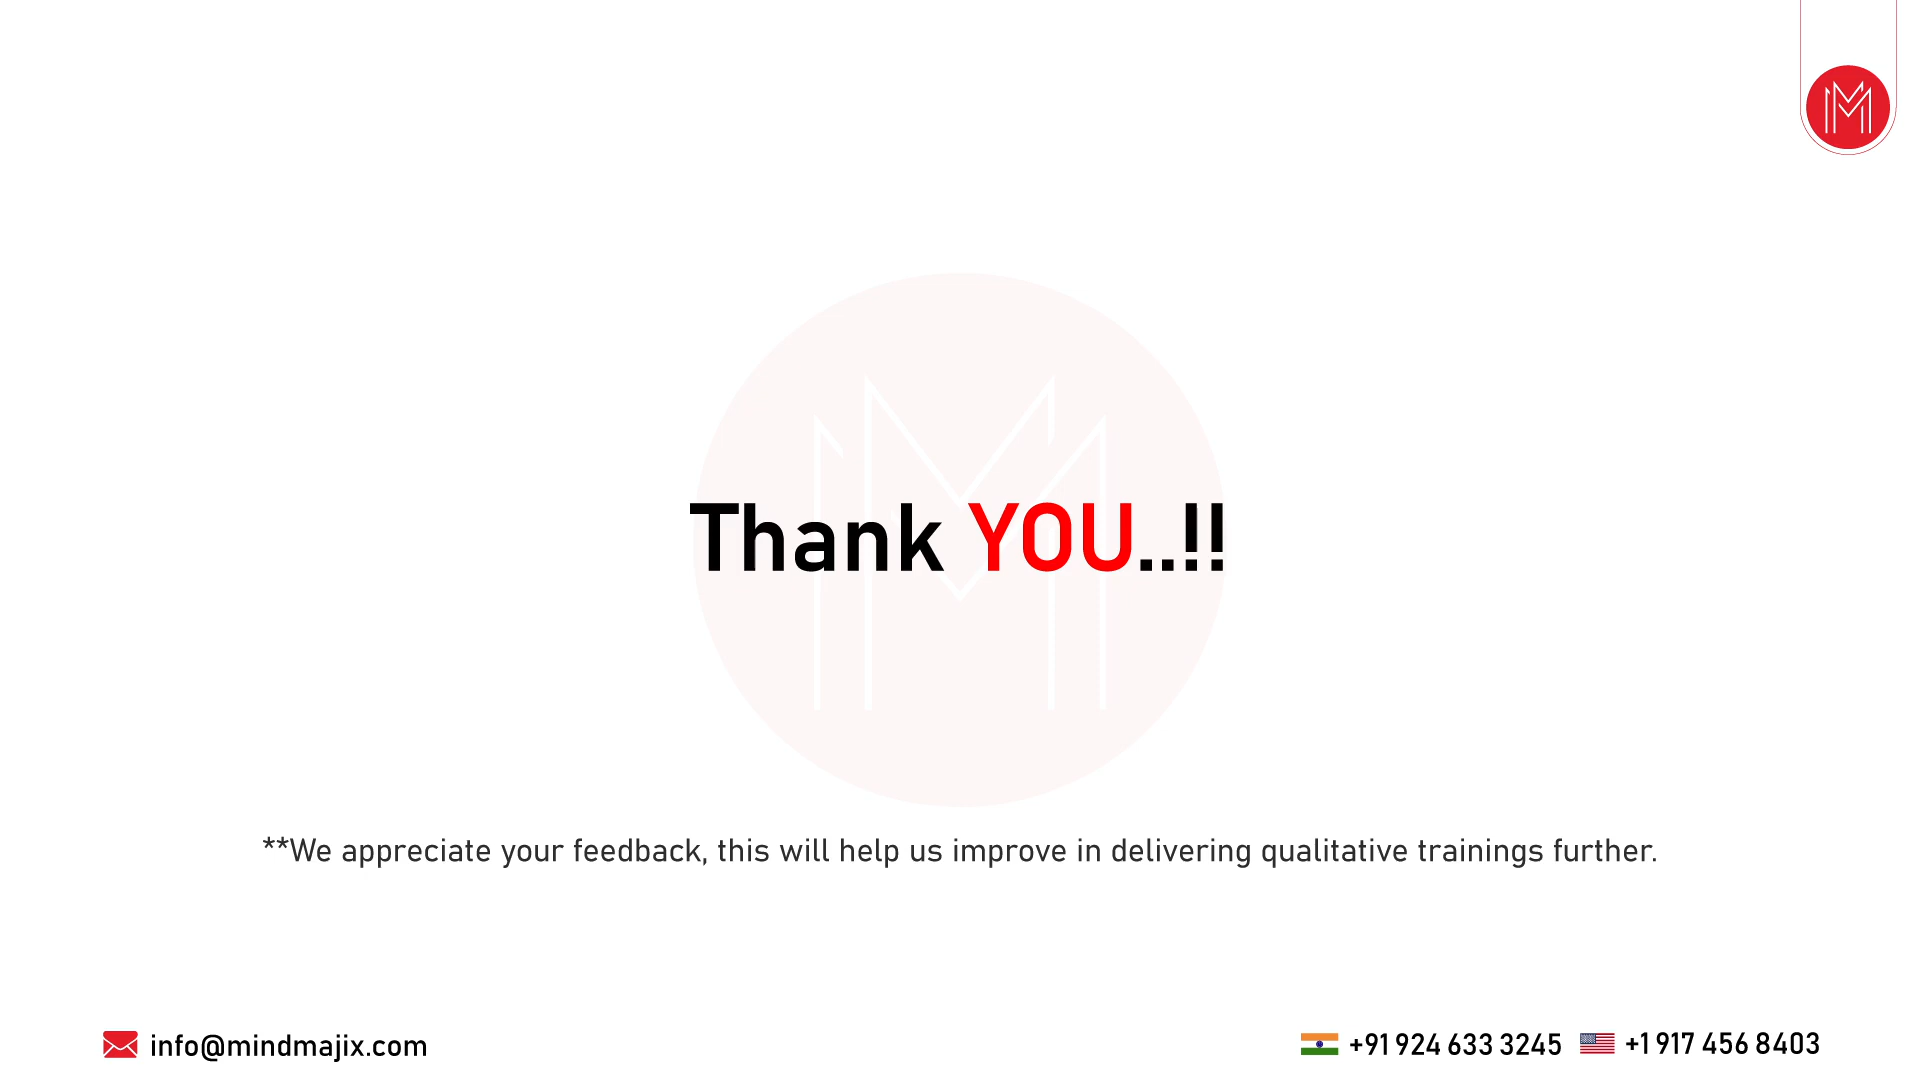 Thank YOU..!!
**We appreciate your feedback, this will help us improve in delivering qualitative trainings further.
info@mindmajix.com
+91 924 633 3245
+1 917 456 8403